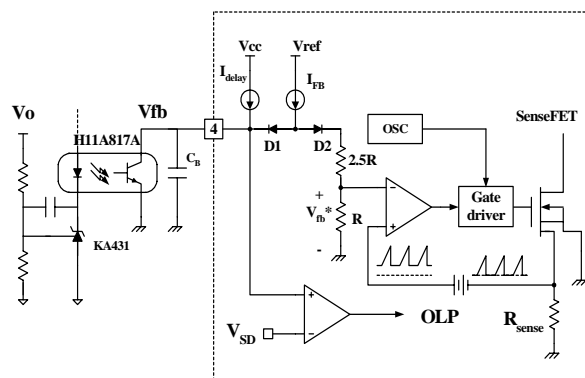 Vcc Vref
I_delay I_FB
Vo Vfb 4 SenseFET
H11A817A D1 D2 OSC
C_B 2.5R
+ − Gate driver
V_fb* R +
KA431 -
+ OLP R_sense
V_SD −